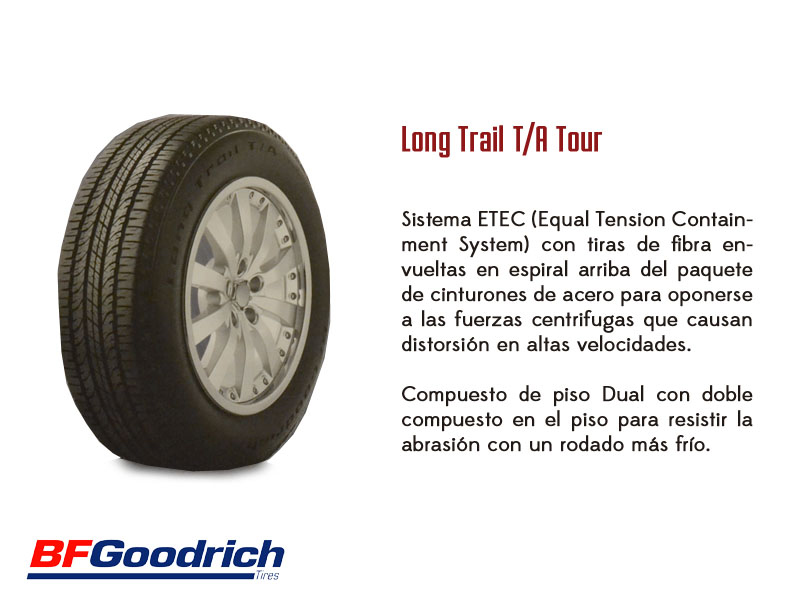 Long Trail T/A Tour
Long Trail T/A
Sistema ETEC (Equal Tension Contain-
ment System) con tiras de fibra en-
vueltas en espiral arriba del paquete
de cinturones de acero para oponerse
a las fuerzas centrifugas que causan
distorsión en altas velocidades.
Compuesto de piso Dual con doble
compuesto en el piso para resistir la
abrasión con un rodado más frío.
BFGoodrich
Tires